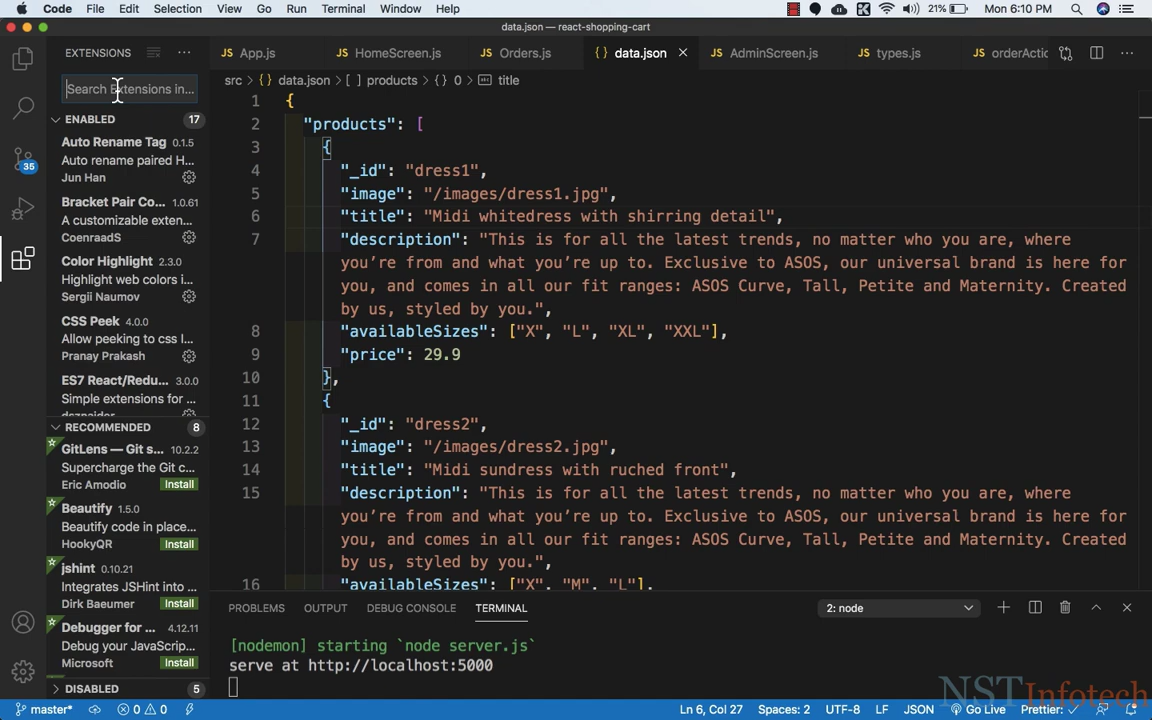 Code File Edit Selection View Go Run Terminal Window Help 21% Mon 6:10 PM
data.json — react-shopping-cart
EXTENSIONS
App.js HomeScreen.js Orders.js {} data.json AdminScreen.js types.js orderActic
Search Extensions in...
src > {} data.json > [ ] products > {} 0 > title
ENABLED 17
Auto Rename Tag 0.1.5
Auto rename paired H...
Jun Han
Bracket Pair Co... 1.0.61
A customizable exten...
CoenraadS
Color Highlight 2.3.0
Highlight web colors i...
Sergii Naumov
CSS Peek 4.0.0
Allow peeking to css I...
Pranay Prakash
ES7 React/Redu... 3.0.0
Simple extensions for ...
dsznajder
RECOMMENDED 8
GitLens — Git s... 10.2.2
Supercharge the Git c...
Eric Amodio Install
Beautify 1.5.0
Beautify code in place...
HookyQR Install
jshint 0.10.21
Integrates JSHint into ...
Dirk Baeumer Install
Debugger for ... 4.12.11
Debug your JavaScrip...
Microsoft Install
DISABLED 5
35
1 {
2 "products": [
3 {
4 "_id": "dress1",
5 "image": "/images/dress1.jpg",
6 "title": "Midi whitedress with shirring detail",
7 "description": "This is for all the latest trends, no matter who you are, where
you’re from and what you’re up to. Exclusive to ASOS, our universal brand is here for
you, and comes in all our fit ranges: ASOS Curve, Tall, Petite and Maternity. Created
by us, styled by you.",
8 "availableSizes": ["X", "L", "XL", "XXL"],
9 "price": 29.9
10 },
11 {
12 "_id": "dress2",
13 "image": "/images/dress2.jpg",
14 "title": "Midi sundress with ruched front",
15 "description": "This is for all the latest trends, no matter who you are, where
you’re from and what you’re up to. Exclusive to ASOS, our universal brand is here for
you, and comes in all our fit ranges: ASOS Curve, Tall, Petite and Maternity. Created
by us, styled by you.",
16 "availableSizes": ["X", "M", "L"],
PROBLEMS OUTPUT DEBUG CONSOLE TERMINAL 2: node
[nodemon] starting `node server.js`
serve at http://localhost:5000
NSTInfotech
master* 0 0 Ln 6, Col 27 Spaces: 2 UTF-8 LF JSON Go Live Prettier: ✓